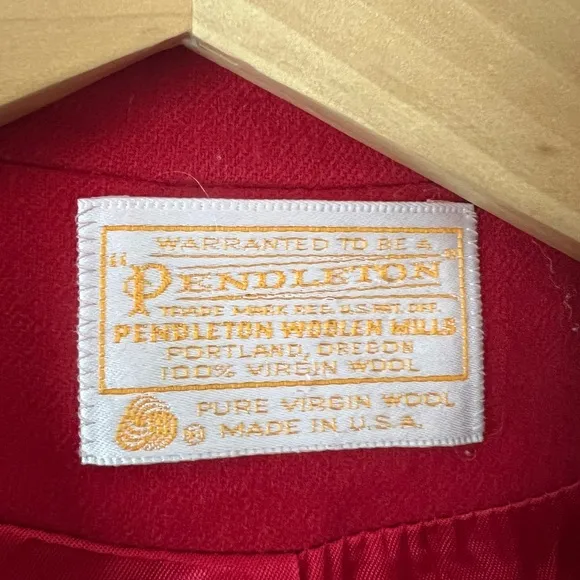 WARRANTED TO BE A
"PENDLETON"
TRADE MARK REG. U.S. PAT. OFF.
PENDLETON WOOLEN MILLS
PORTLAND, OREGON
100% VIRGIN WOOL
PURE VIRGIN WOOL
® MADE IN U.S.A.